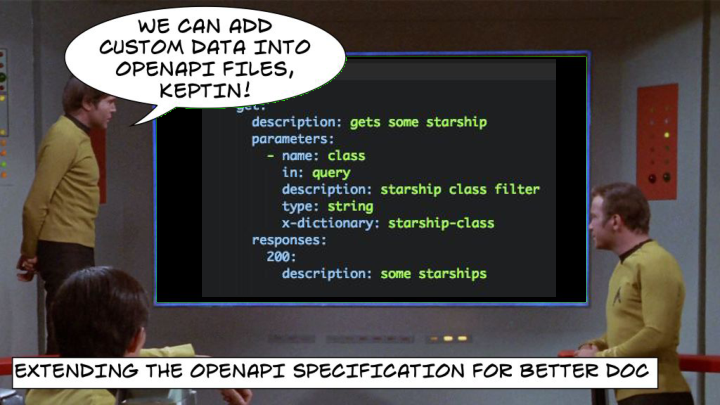 WE CAN ADD
CUSTOM DATA INTO
OPENAPI FILES,
KEPTIN!
get:
description: gets some starship
parameters:
- name: class
in: query
description: starship class filter
type: string
x-dictionary: starship-class
responses:
200:
description: some starships
EXTENDING THE OPENAPI SPECIFICATION FOR BETTER DOC